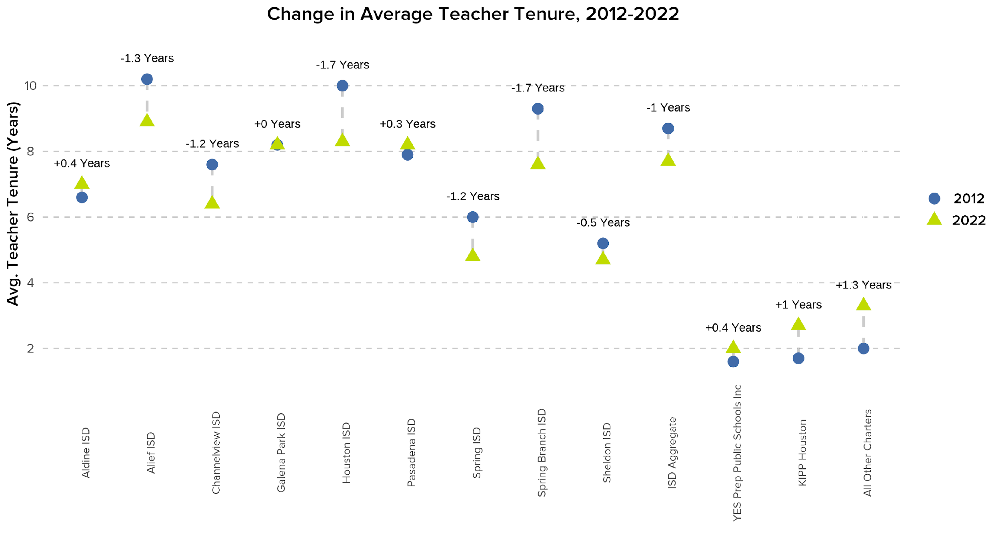 Change in Average Teacher Tenure, 2012-2022
Avg. Teacher Tenure (Years)
10
8
6
4
2
+0.4 Years
-1.3 Years
-1.2 Years
+0 Years
-1.7 Years
+0.3 Years
-1.2 Years
-1.7 Years
-0.5 Years
-1 Years
+0.4 Years
+1 Years
+1.3 Years
2012
2022
Aldine ISD
Alief ISD
Channelview ISD
Galena Park ISD
Houston ISD
Pasadena ISD
Spring ISD
Spring Branch ISD
Sheldon ISD
ISD Aggregate
YES Prep Public Schools Inc
KIPP Houston
All Other Charters